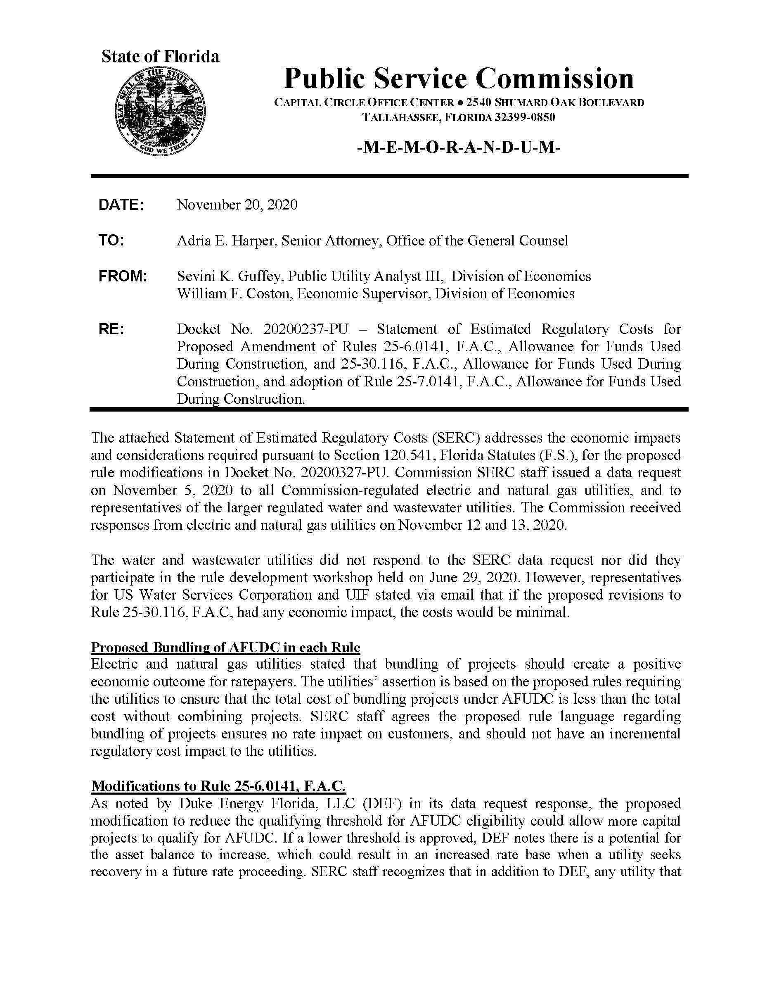 State of Florida
GREAT SEAL OF THE STATE OF FLORIDA
IN GOD WE TRUST
Public Service Commission
CAPITAL CIRCLE OFFICE CENTER ● 2540 SHUMARD OAK BOULEVARD
TALLAHASSEE, FLORIDA 32399-0850
-M-E-M-O-R-A-N-D-U-M-
DATE: November 20, 2020
TO: Adria E. Harper, Senior Attorney, Office of the General Counsel
FROM: Sevini K. Guffey, Public Utility Analyst III, Division of Economics
William F. Coston, Economic Supervisor, Division of Economics
RE: Docket No. 20200237-PU – Statement of Estimated Regulatory Costs for
Proposed Amendment of Rules 25-6.0141, F.A.C., Allowance for Funds Used
During Construction, and 25-30.116, F.A.C., Allowance for Funds Used During
Construction, and adoption of Rule 25-7.0141, F.A.C., Allowance for Funds Used
During Construction.
The attached Statement of Estimated Regulatory Costs (SERC) addresses the economic impacts
and considerations required pursuant to Section 120.541, Florida Statutes (F.S.), for the proposed
rule modifications in Docket No. 20200327-PU. Commission SERC staff issued a data request
on November 5, 2020 to all Commission-regulated electric and natural gas utilities, and to
representatives of the larger regulated water and wastewater utilities. The Commission received
responses from electric and natural gas utilities on November 12 and 13, 2020.
The water and wastewater utilities did not respond to the SERC data request nor did they
participate in the rule development workshop held on June 29, 2020. However, representatives
for US Water Services Corporation and UIF stated via email that if the proposed revisions to
Rule 25-30.116, F.A.C, had any economic impact, the costs would be minimal.
Proposed Bundling of AFUDC in each Rule
Electric and natural gas utilities stated that bundling of projects should create a positive
economic outcome for ratepayers. The utilities’ assertion is based on the proposed rules requiring
the utilities to ensure that the total cost of bundling projects under AFUDC is less than the total
cost without combining projects. SERC staff agrees the proposed rule language regarding
bundling of projects ensures no rate impact on customers, and should not have an incremental
regulatory cost impact to the utilities.
Modifications to Rule 25-6.0141, F.A.C.
As noted by Duke Energy Florida, LLC (DEF) in its data request response, the proposed
modification to reduce the qualifying threshold for AFUDC eligibility could allow more capital
projects to qualify for AFUDC. If a lower threshold is approved, DEF notes there is a potential for
the asset balance to increase, which could result in an increased rate base when a utility seeks
recovery in a future rate proceeding. SERC staff recognizes that in addition to DEF, any utility that